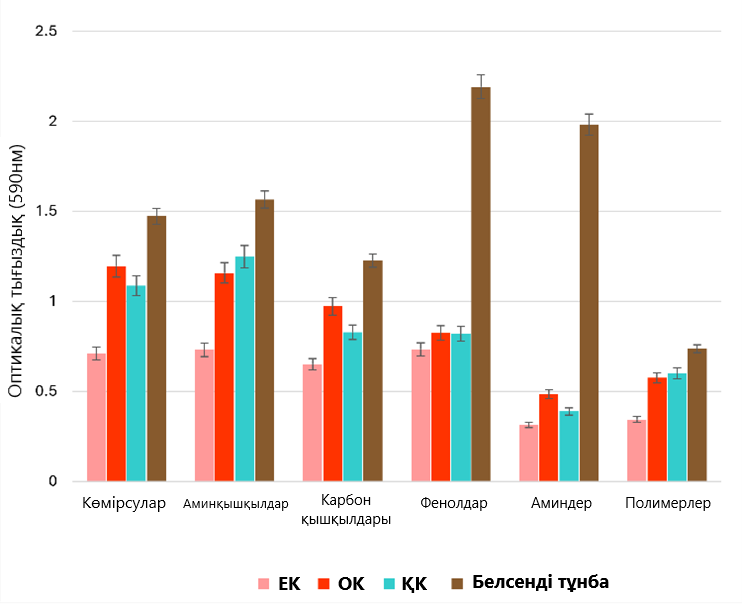 2.5
2
1.5
1
0.5
0
Оптикалық тығыздық (590нм)
Көмірсулар
Аминқышқылдар
Карбон
қышқылдары
Фенолдар
Аминдер
Полимерлер
ЕК ОК ҚК Белсенді тұнба